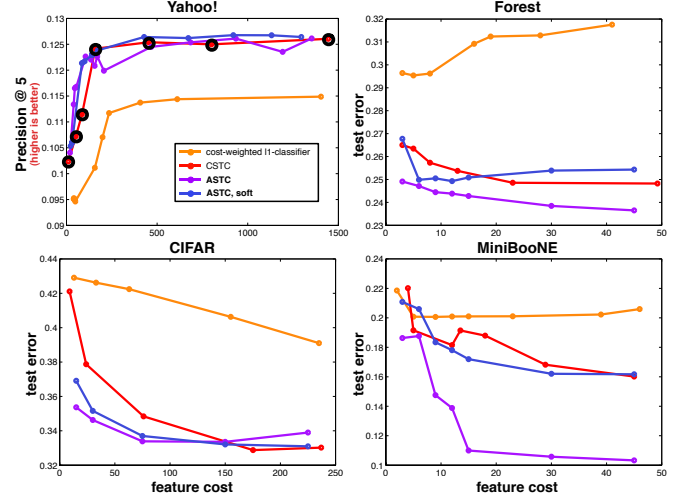 Yahoo!
Precision @ 5
(higher is better)
0.13
0.125
0.12
0.115
0.11
0.105
0.1
0.095
0.09
0 500 1000 1500
cost-weighted l1-classifier
CSTC
ASTC
ASTC, soft
Forest
test error
0.32
0.31
0.3
0.29
0.28
0.27
0.26
0.25
0.24
0.23
0 10 20 30 40 50
CIFAR
test error
0.44
0.42
0.4
0.38
0.36
0.34
0.32
0 50 100 150 200 250
feature cost
MiniBooNE
test error
0.24
0.22
0.2
0.18
0.16
0.14
0.12
0.1
0 10 20 30 40 50
feature cost